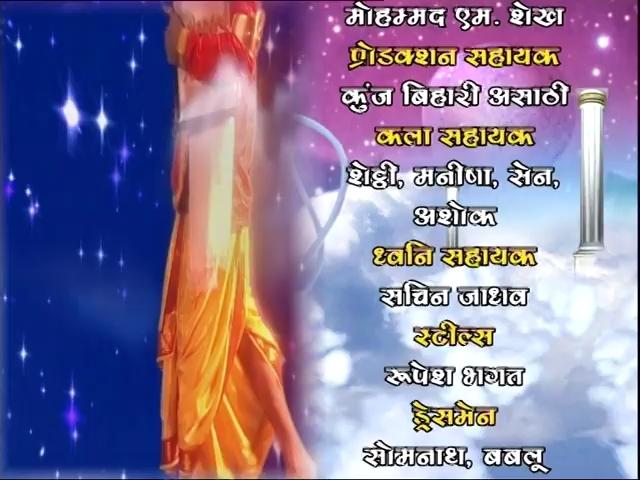 मोहम्मद एम. शेख
प्रोडक्शन सहायक
कुंज बिहारी असाठी
कला सहायक
शेट्टी, मनीषा, सेन,
अशोक
ध्वनि सहायक
सचिन जाधव
स्टील्स
रूपेश भगत
ड्रेसमेन
सोमनाथ, बबलू